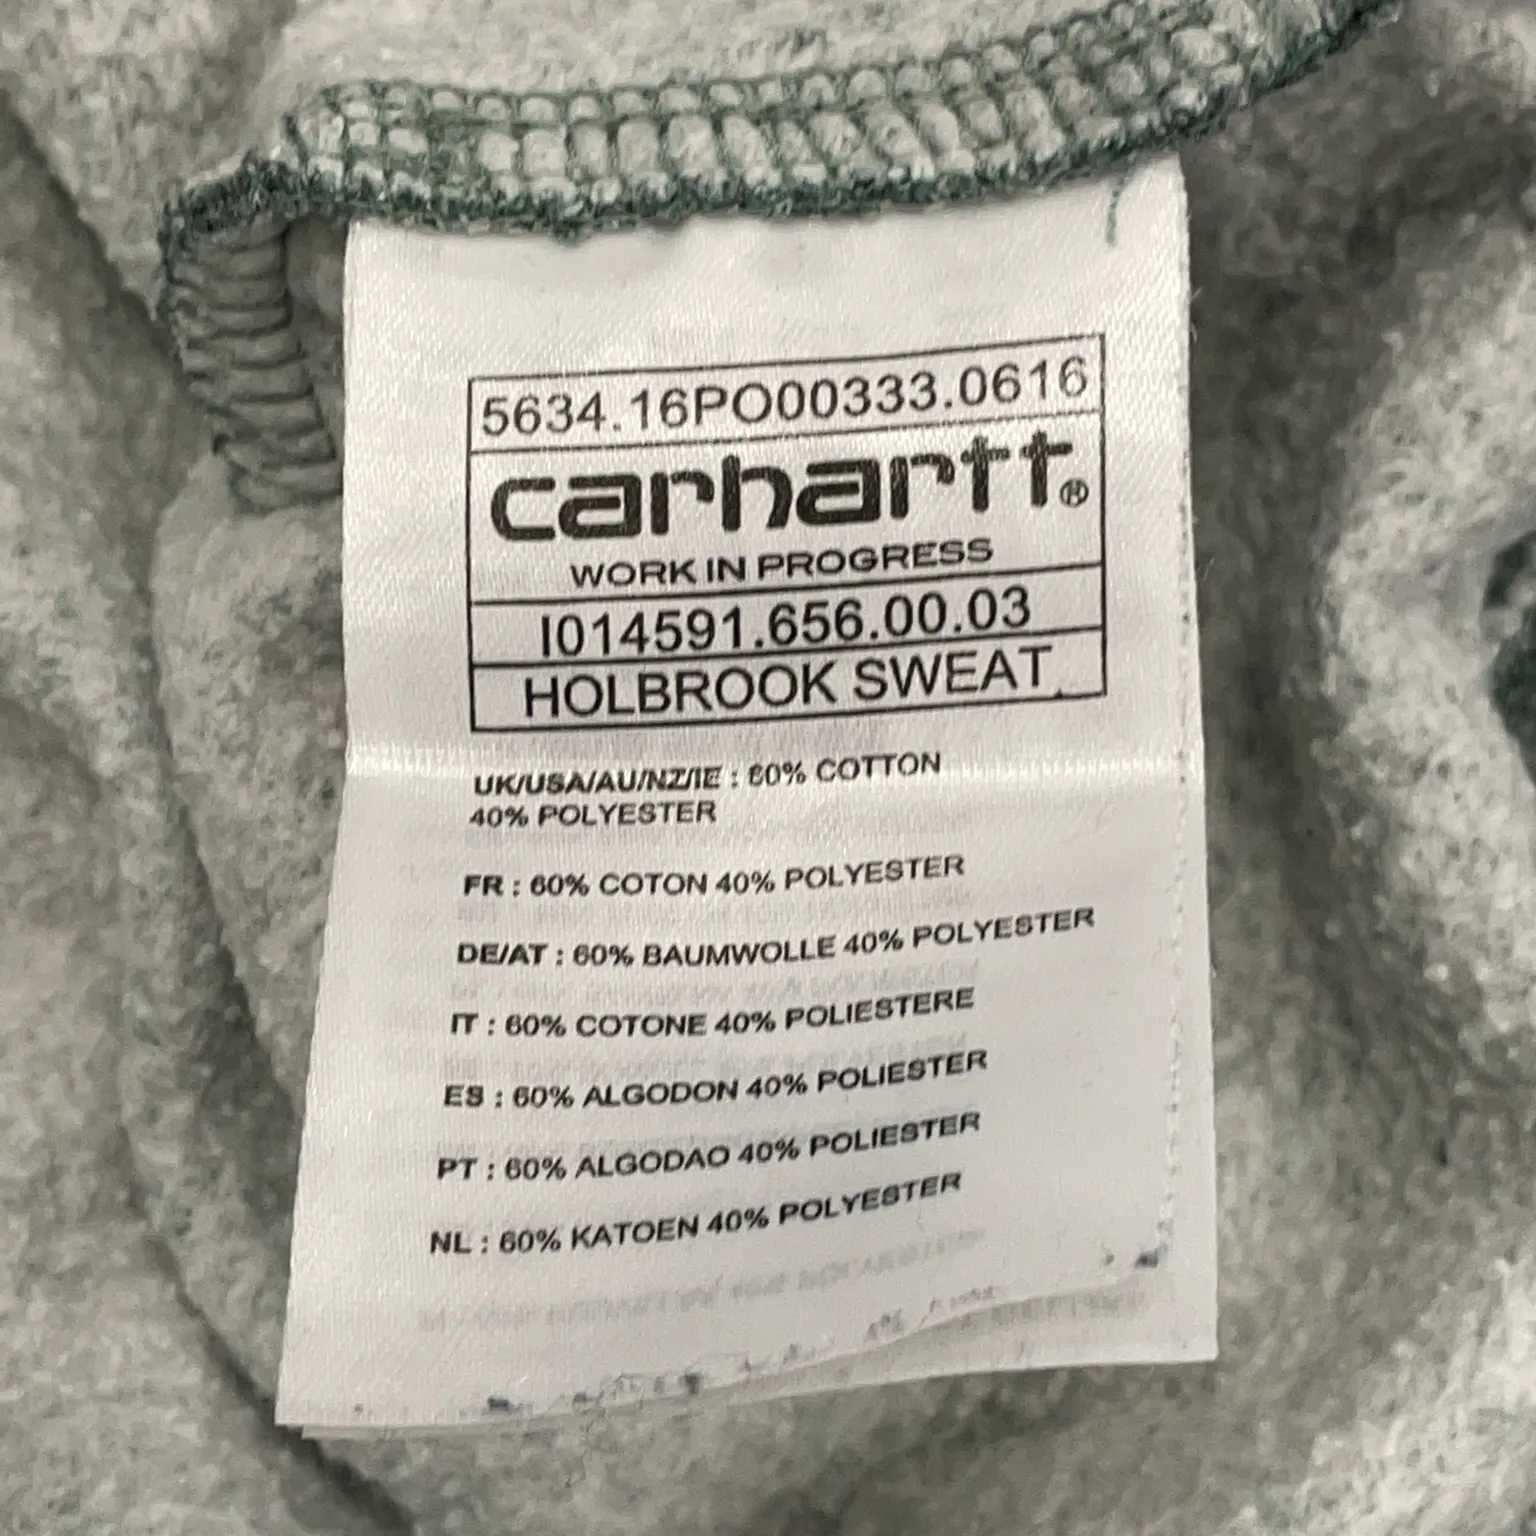 5634.16PO00333.0616
carhartt®
WORK IN PROGRESS
I014591.656.00.03
HOLBROOK SWEAT
UK/USA/AU/NZ/IE : 60% COTTON
40% POLYESTER
FR : 60% COTON 40% POLYESTER
DE/AT : 60% BAUMWOLLE 40% POLYESTER
IT : 60% COTONE 40% POLIESTERE
ES : 60% ALGODON 40% POLIESTER
PT : 60% ALGODAO 40% POLIESTER
NL : 60% KATOEN 40% POLYESTER